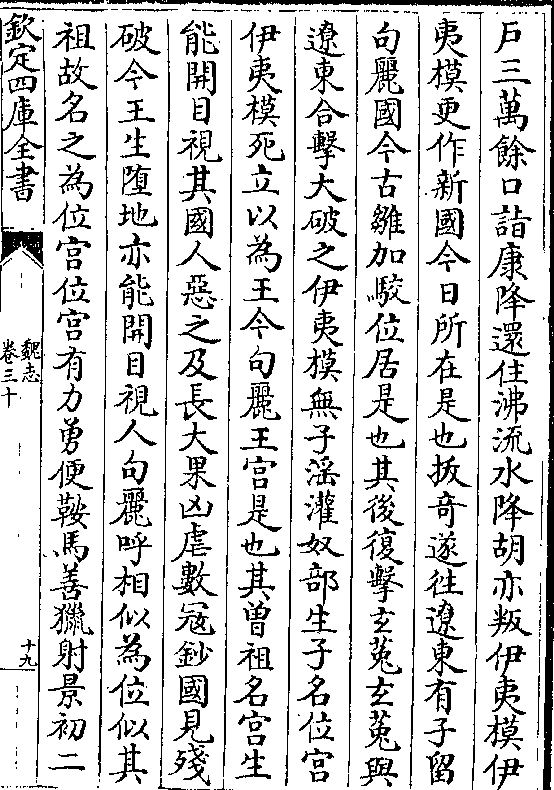 戶三萬餘口詣康降還住沸流水降胡亦叛伊夷模伊
夷模更作新國今日所在是也拔奇遂往遼東有子留
句麗國今古雛加駮位居是也其後復擊玄菟玄菟與
遼東合擊大破之伊夷模無子淫灌奴部生子名位宫
伊夷模死立以為王今句麗王宫是也其曾祖名宫生
能開目視其國人惡之及長大果凶虐數冦鈔國見殘
破今王生墮地亦能開目視人句麗呼相似為位似其
祖故名之為位宫位宫有力勇便鞍馬善獵射景初二
欽定四庫全書
魏志
卷三十
十九